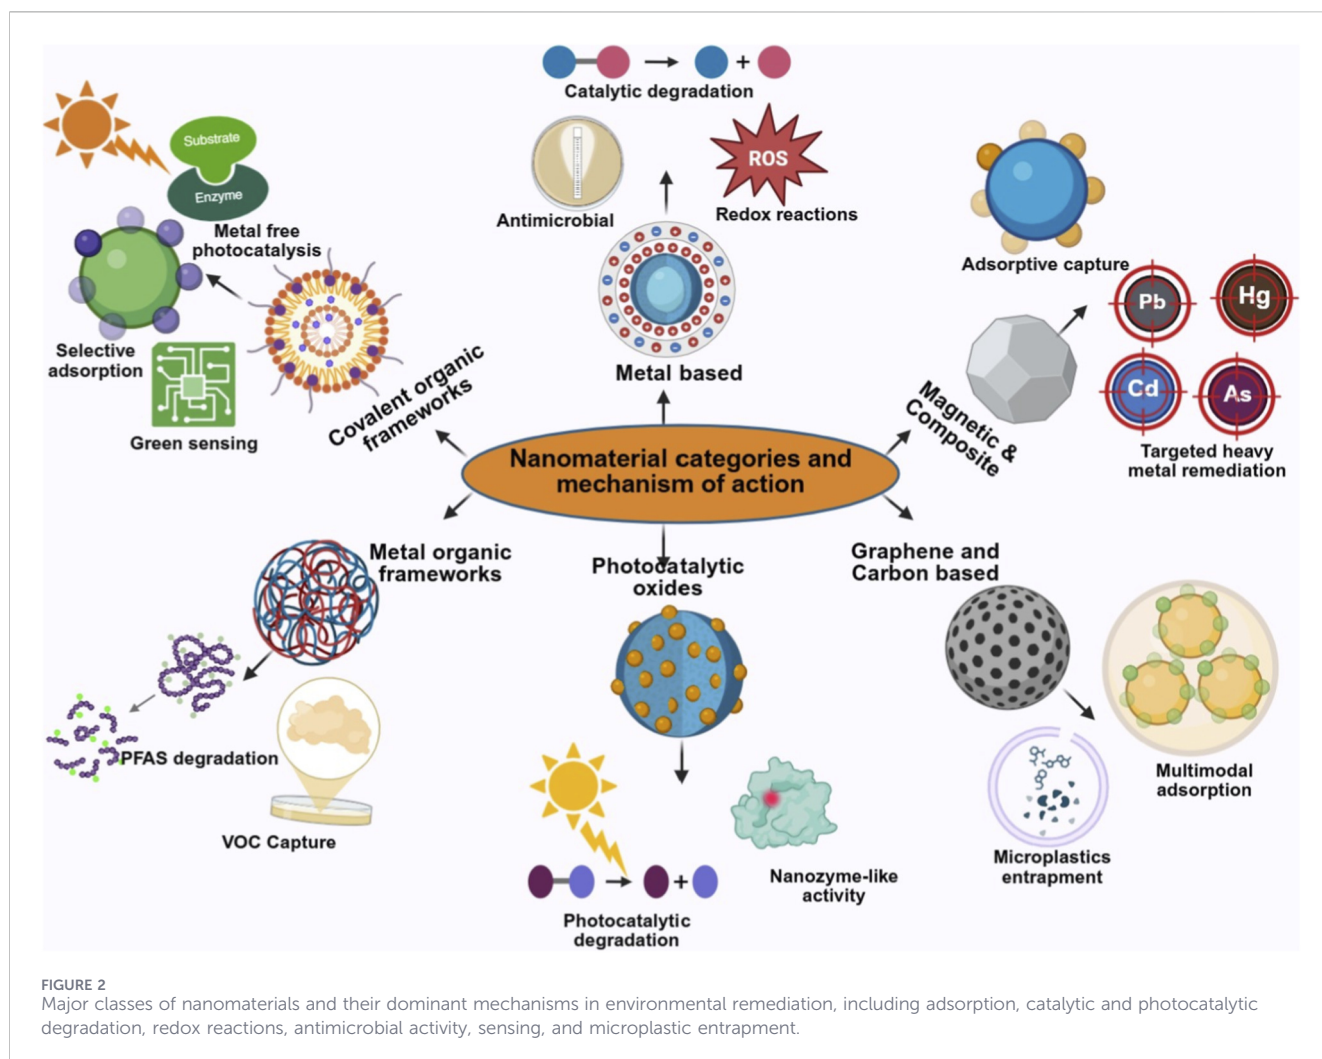 Catalytic degradation
Antimicrobial
ROS
Redox reactions
Metal based
Substrate
Enzyme
Metal free
photocatalysis
Selective
adsorption
Green sensing
Covalent organic
frameworks
Adsorptive capture
Pb
Hg
Cd
As
Targeted heavy
metal remediation
Magnetic &
Composite
Nanomaterial categories and
mechanism of action
Metal organic
frameworks
PFAS degradation
VOC Capture
Photocatalytic
oxides
Photocatalytic
degradation
Nanozyme-like
activity
Graphene and
Carbon based
Multimodal
adsorption
Microplastics
entrapment
FIGURE 2
Major classes of nanomaterials and their dominant mechanisms in environmental remediation, including adsorption, catalytic and photocatalytic
degradation, redox reactions, antimicrobial activity, sensing, and microplastic entrapment.